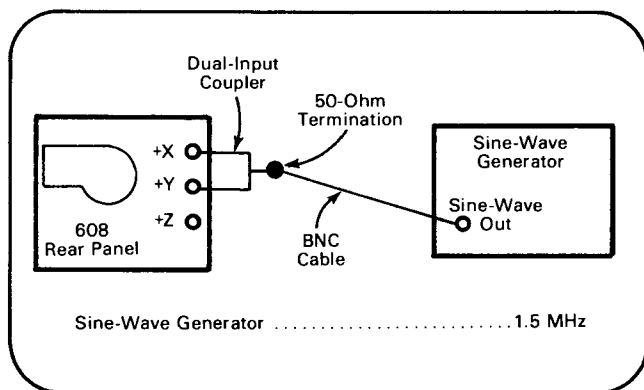 Dual-Input
Coupler
50-Ohm
Termination
+X
+Y
+Z
608
Rear Panel
BNC
Cable
Sine-Wave
Generator
Sine-Wave
Out
Sine-Wave Generator ............................1.5 MHz